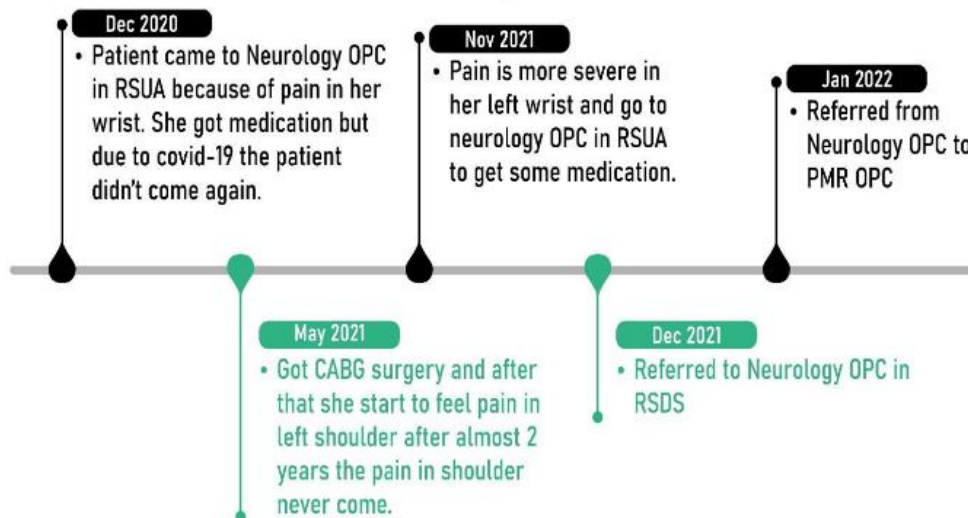 Dec 2020
• Patient came to Neurology OPC
in RSUA because of pain in her
wrist. She got medication but
due to covid-19 the patient
didn't come again.
May 2021
• Got CABG surgery and after
that she start to feel pain in
left shoulder after almost 2
years the pain in shoulder
never come.
Nov 2021
• Pain is more severe in
her left wrist and go to
neurology OPC in RSUA
to get some medication.
Dec 2021
• Referred to Neurology OPC in
RSDS
Jan 2022
• Referred from
Neurology OPC to
PMR OPC